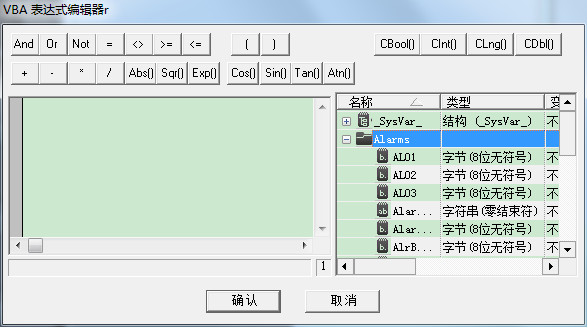 VBA 表达式编辑器r
And Or Not = <> >= <= ( ) CBool() CInt() CLng() CDbl()
+ - * / Abs() Sqr() Exp() Cos() Sin() Tan() Atn()
名称 类型 变
_SysVar_ 结构 (_SysVar_) 不
Alarms
AL01 字节(8位无符号) 不
AL02 字节(8位无符号) 不
AL03 字节(8位无符号) 不
Alar... 字符串(零结束符) 不
Alar... 字节(8位无符号) 不
AlrB... 字节(8位无符号) 不
1
确认 取消